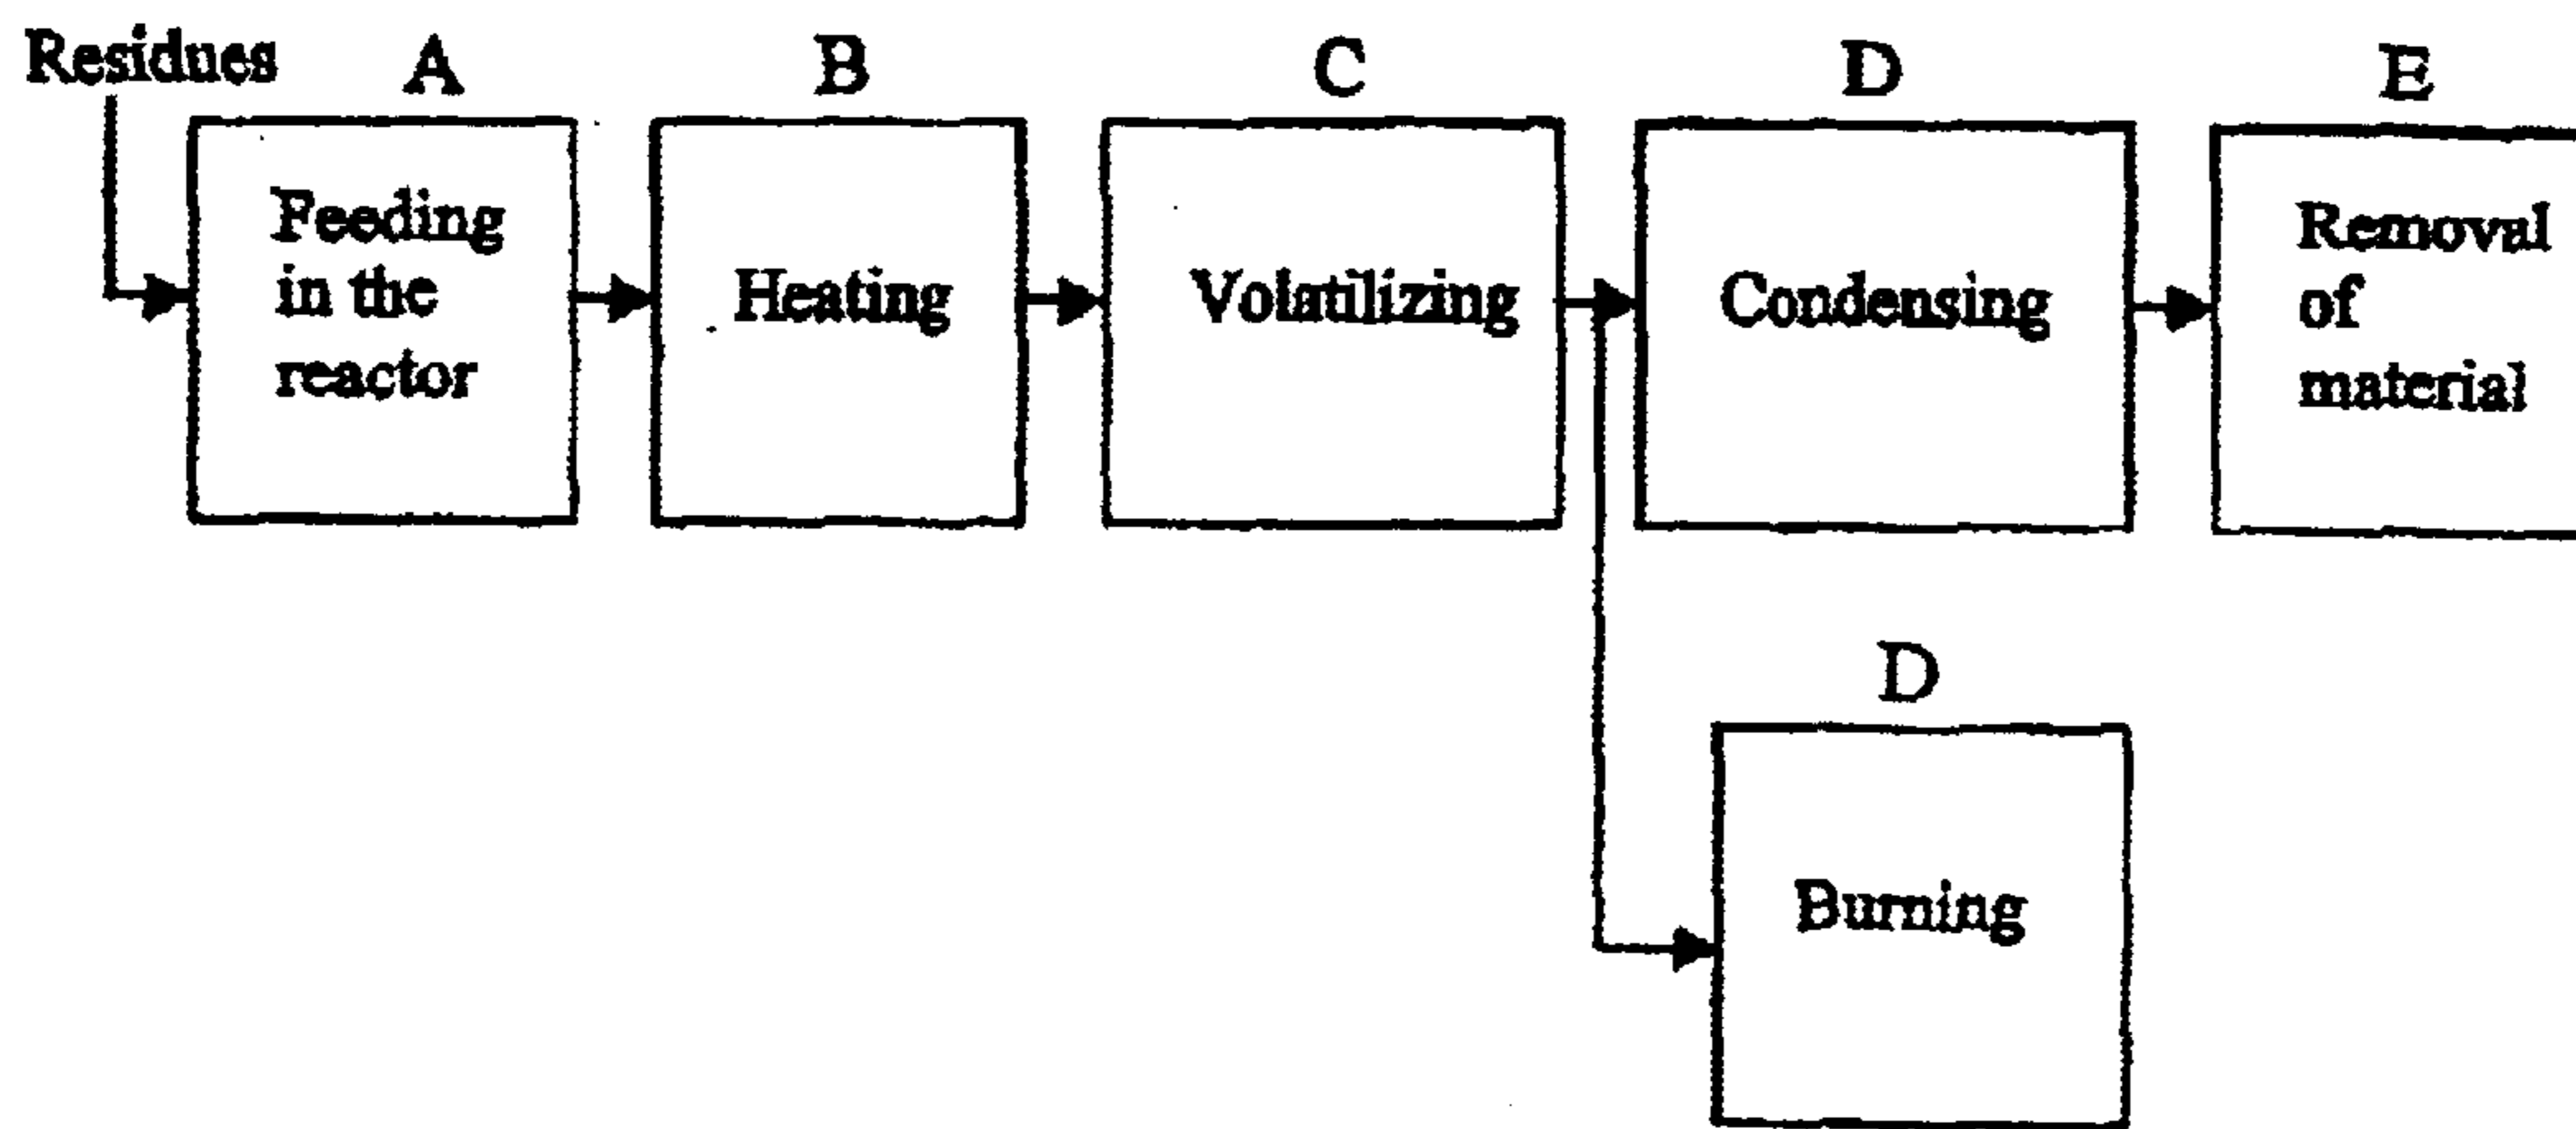 Residues
A
B
C
D
E
Feeding
in the
reactor
Heating
Volatilizing
Condensing
Removal
of
material
D
Burning